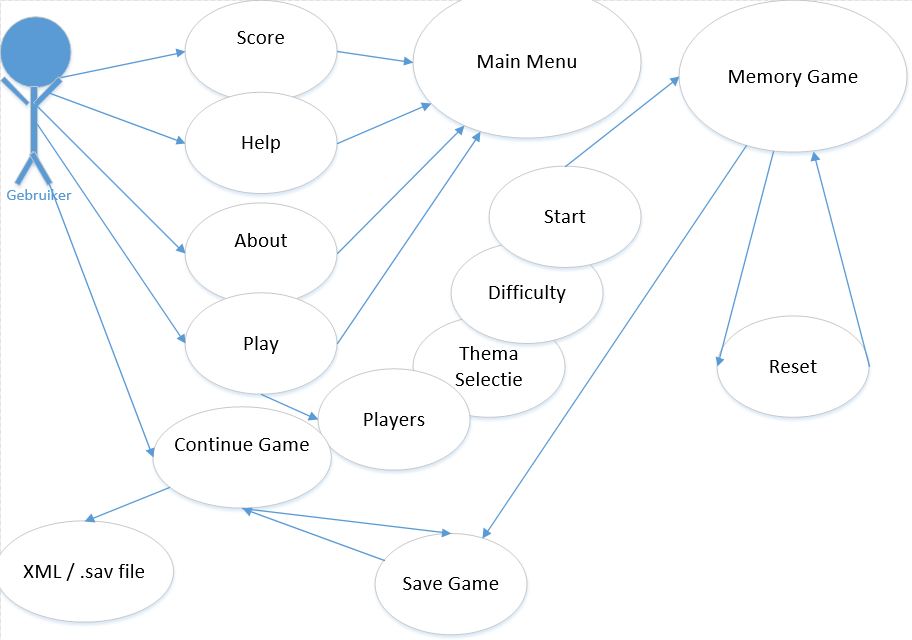 Score
Main Menu
Memory Game
Help
Gebruiker
About
Start
Difficulty
Play
Thema
Selectie
Reset
Players
Continue Game
XML / .sav file
Save Game